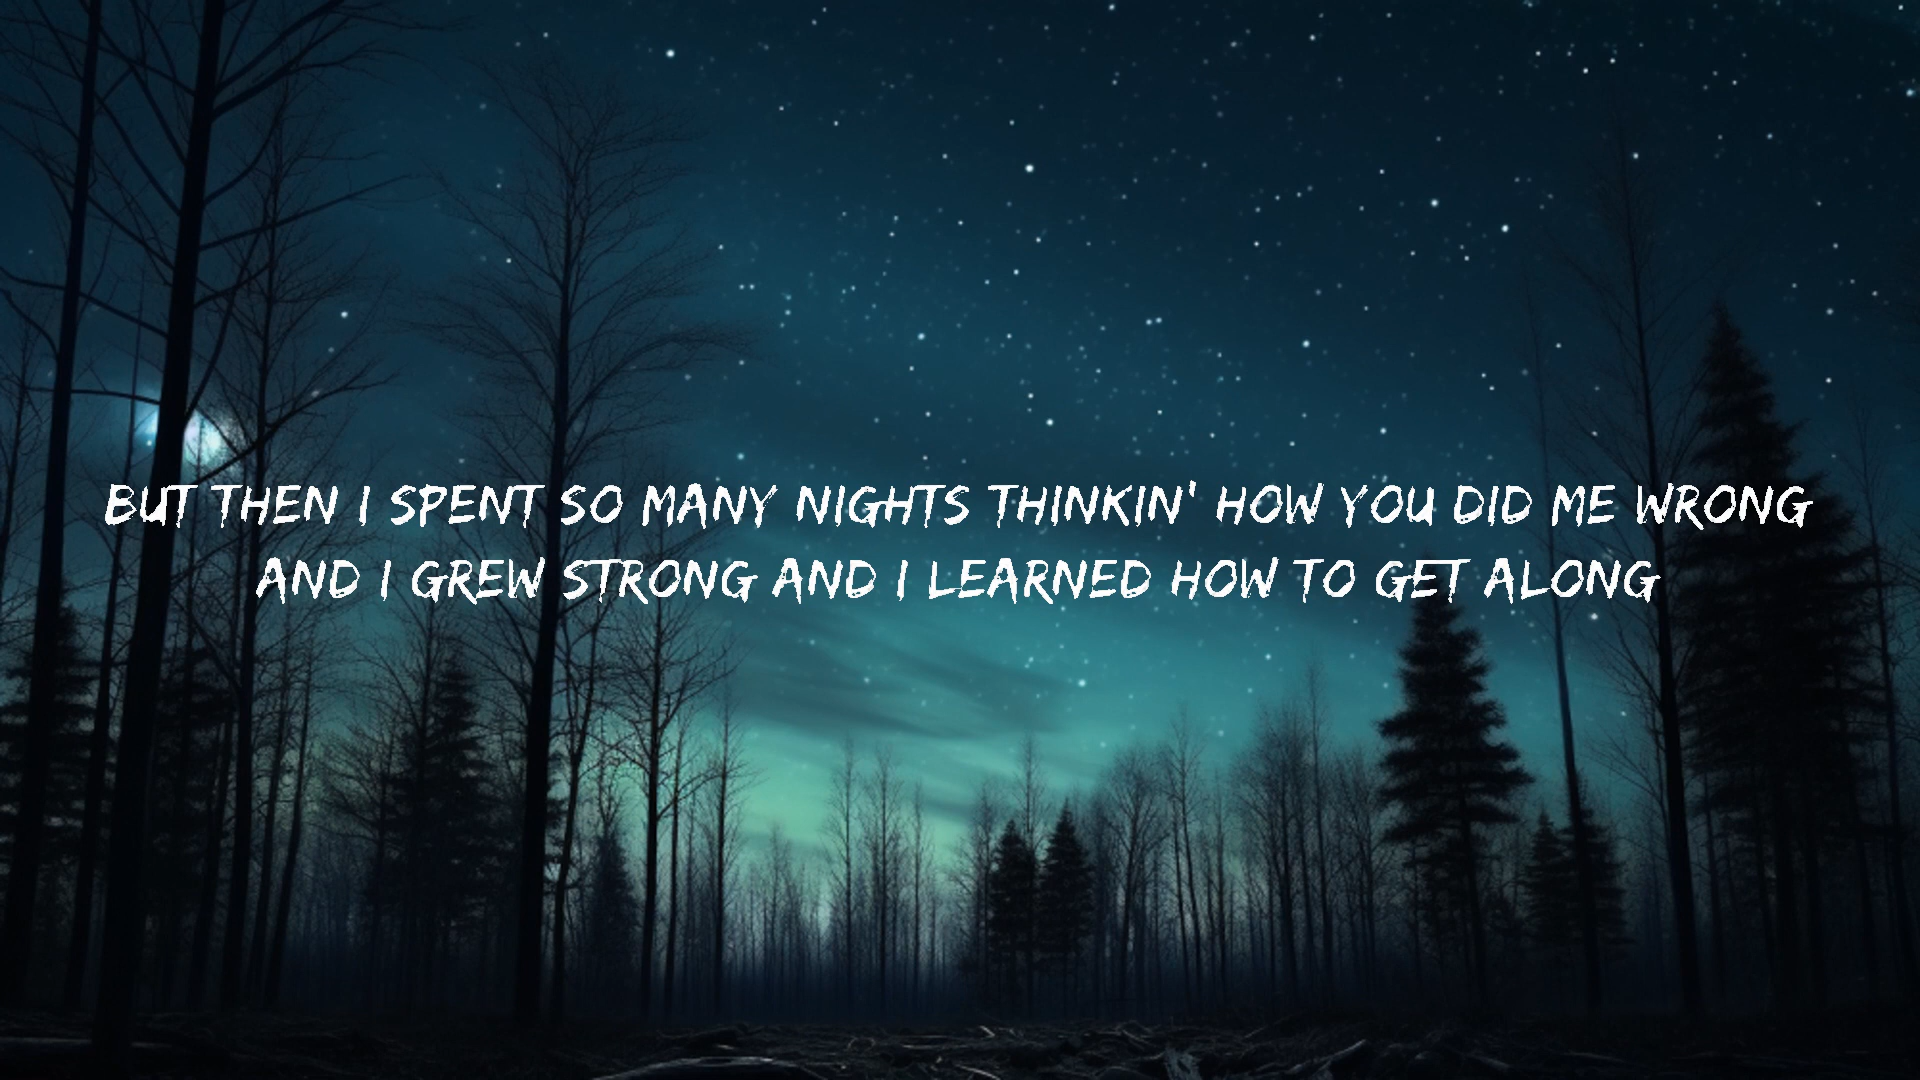 BUT THEN I SPENT SO MANY NIGHTS THINKIN' HOW YOU DID ME WRONG
AND I GREW STRONG AND I LEARNED HOW TO GET ALONG